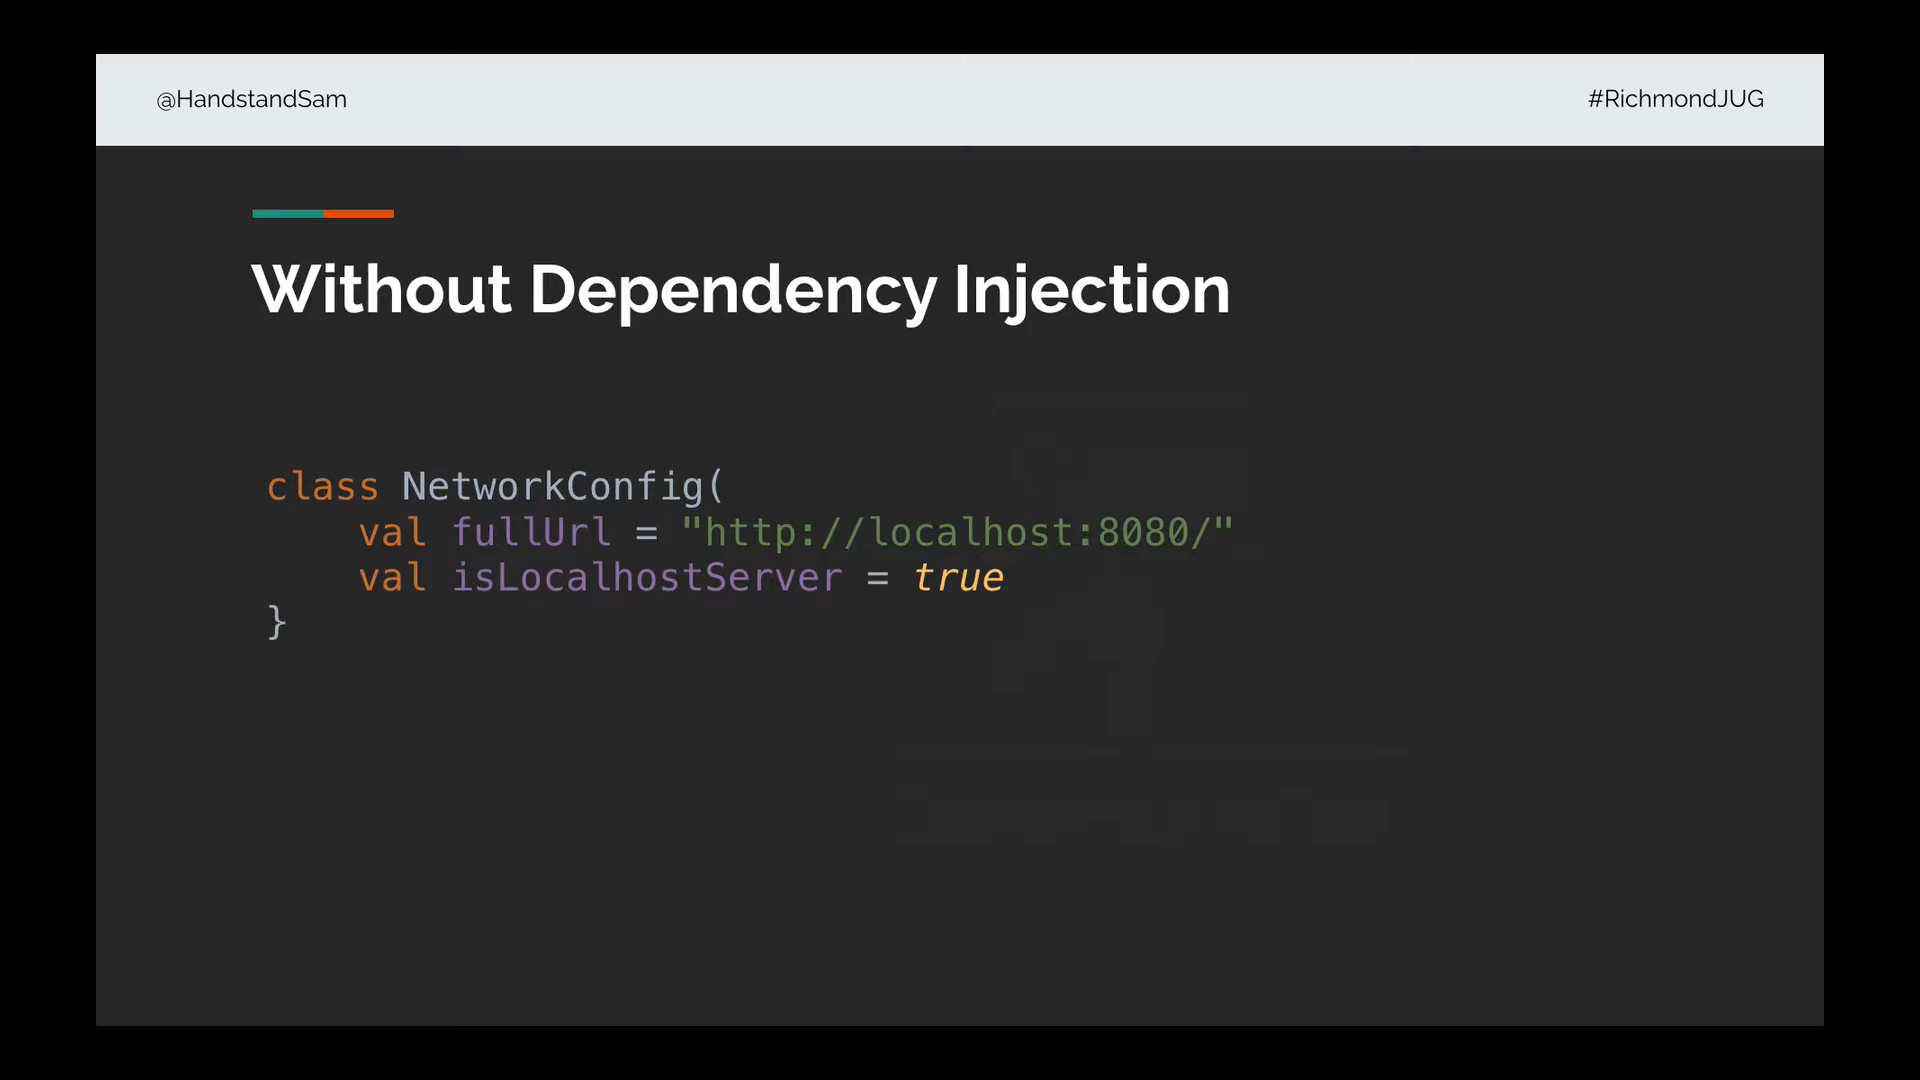 @HandstandSam
#RichmondJUG
Without Dependency Injection
class NetworkConfig(
    val fullUrl = "http://localhost:8080/"
    val isLocalhostServer = true
}